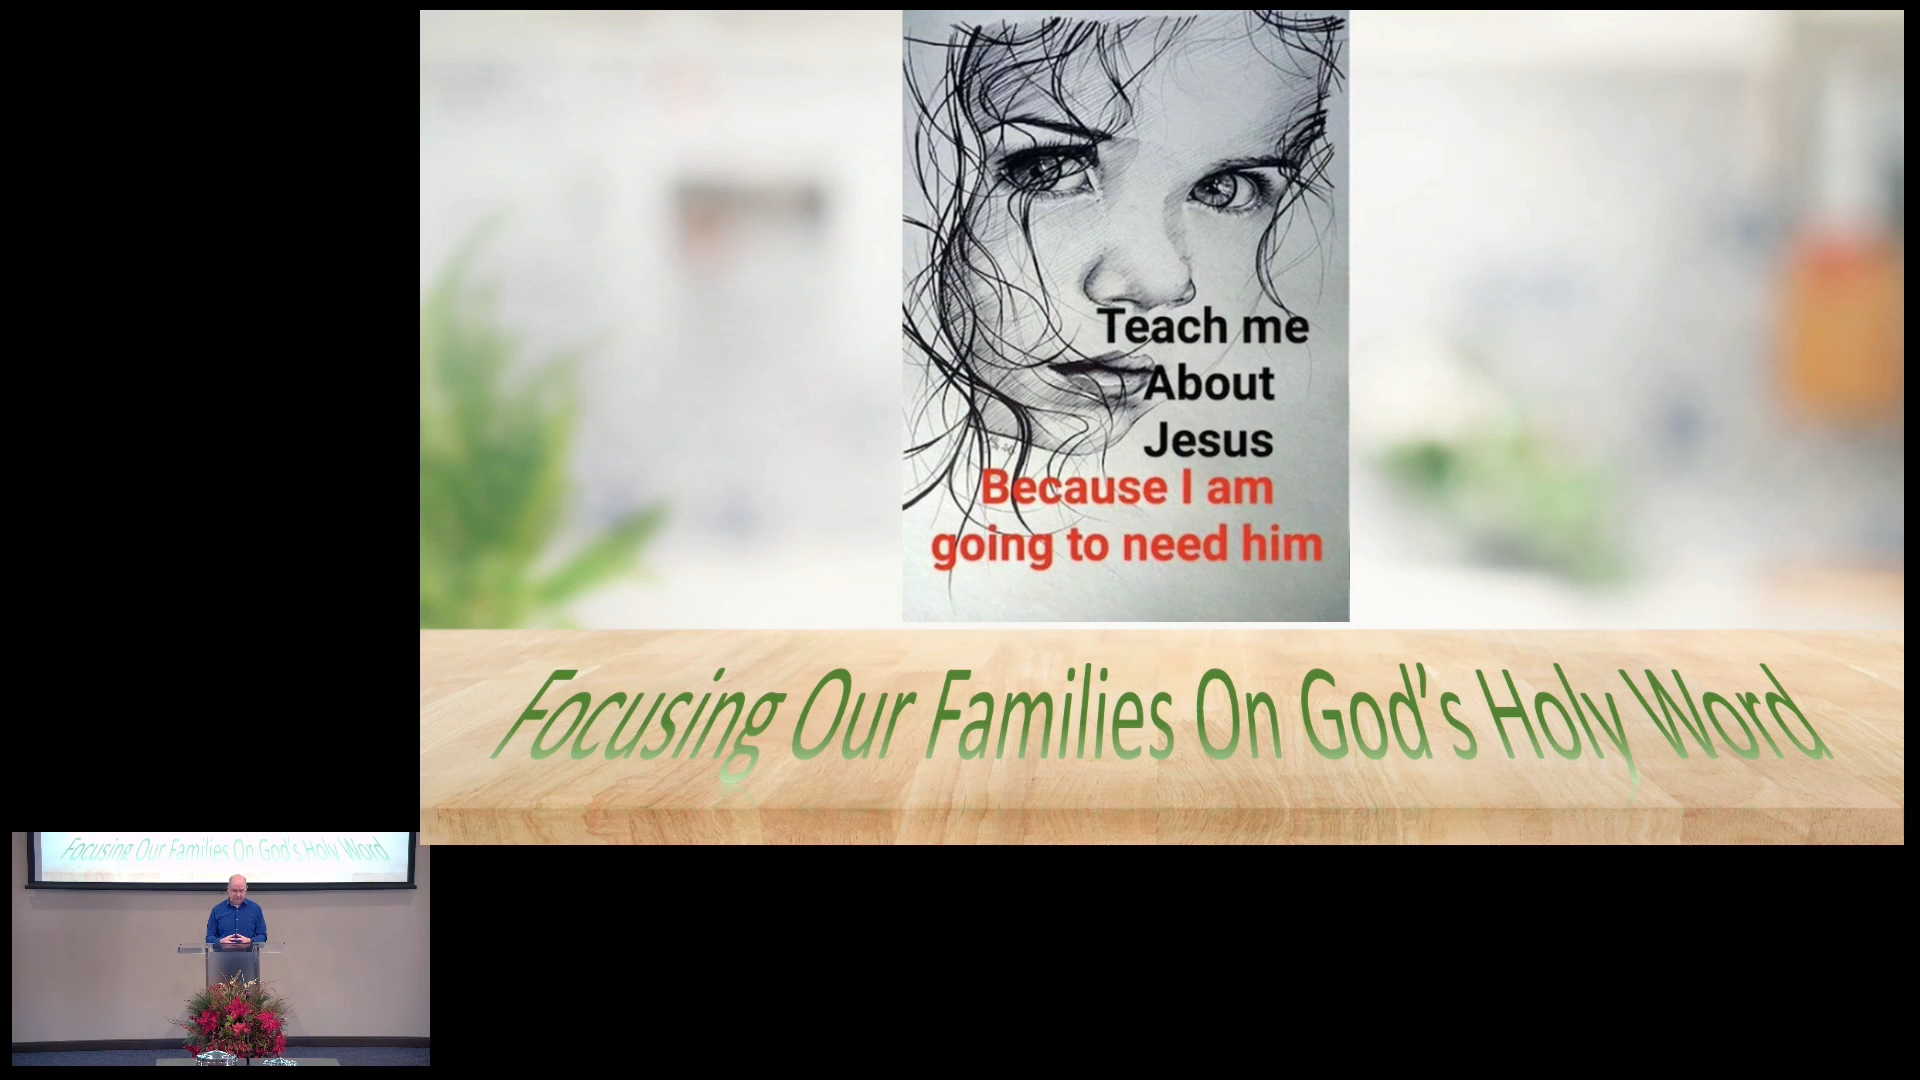 Teach me
About
Jesus
Because I am
going to need him
Focusing Our Families On God's Holy Word
Focusing Our Families On God's Holy Word